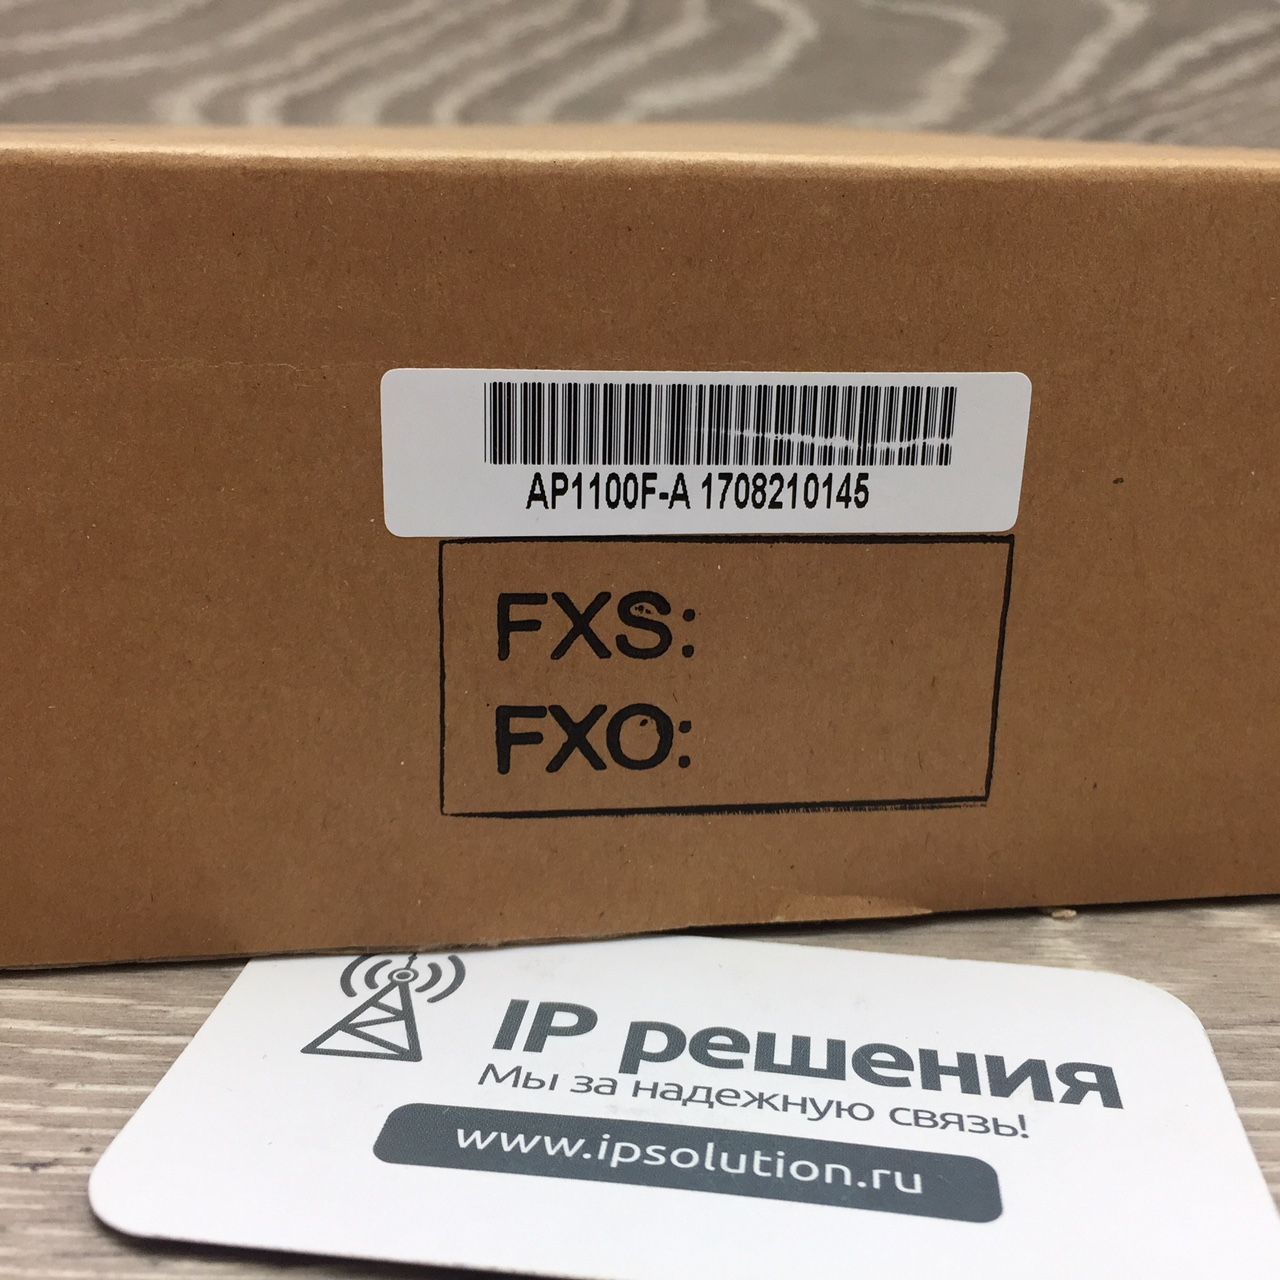 AP1100F-A 1708210145
FXS:
FXO:
IP решения
Мы за надежную связь!
www.ipsolution.ru